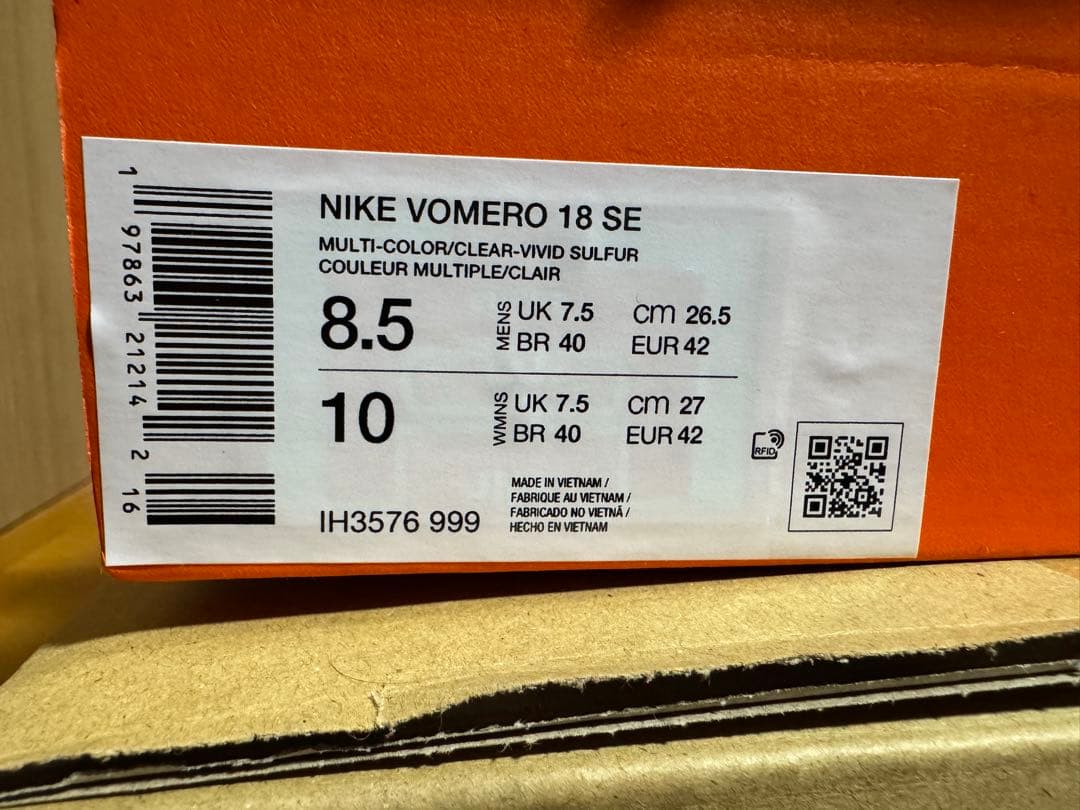 1 97863 21214 2 16
NIKE VOMERO 18 SE
MULTI-COLOR/CLEAR-VIVID SULFUR
COULEUR MULTIPLE/CLAIR
8.5 MENS UK 7.5 cm 26.5
BR 40 EUR 42
10 WMNS UK 7.5 cm 27
BR 40 EUR 42
RFID
IH3576 999
MADE IN VIETNAM /
FABRIQUE AU VIETNAM /
FABRICADO NO VIETNÃ /
HECHO EN VIETNAM